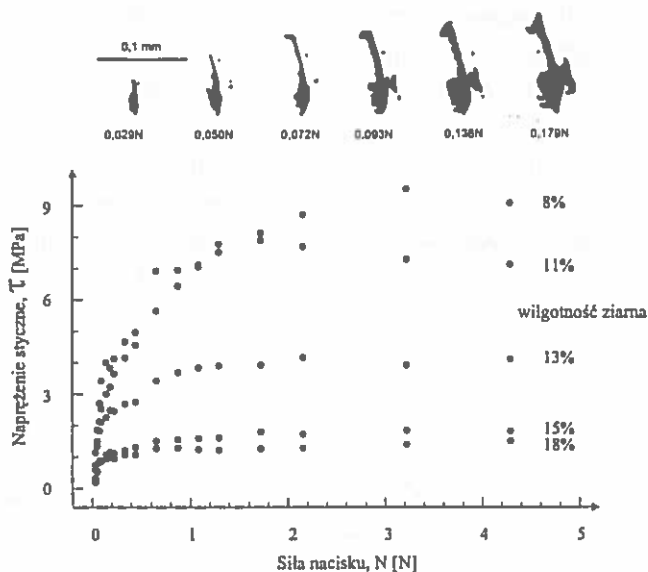 0,1 mm
0,029N 0,050N 0,072N 0,093N 0,136N 0,179N
Naprężenie styczne, τ [MPa]
9
6
3
0
8%
11%
wilgotność ziarna
13%
15%
18%
0 1 2 3 4 5
Siła nacisku, N [N]